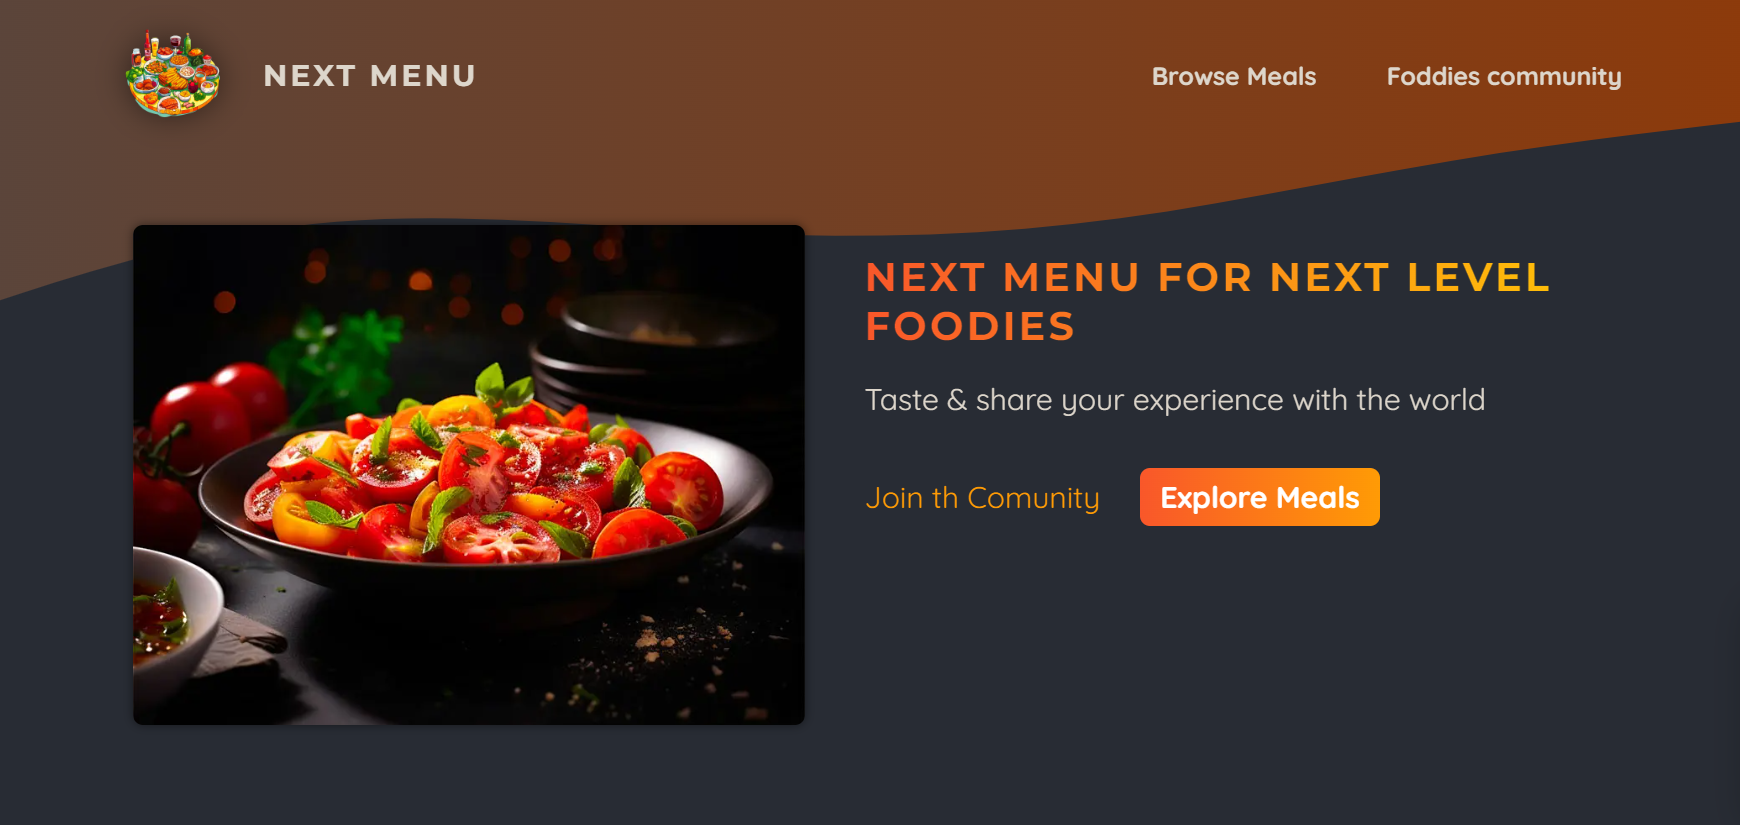 NEXT MENU
Browse Meals
Foddies community
NEXT MENU FOR NEXT LEVEL
FOODIES
Taste & share your experience with the world
Join th Comunity
Explore Meals